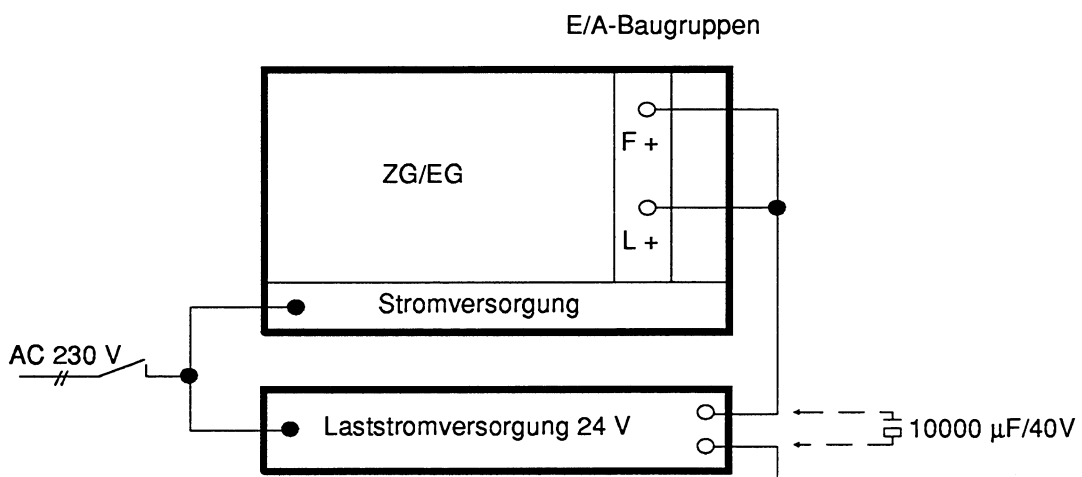 E/A-Baugruppen
F +
ZG/EG
L +
Stromversorgung
AC 230 V
Laststromversorgung 24 V
10000 µF/40V